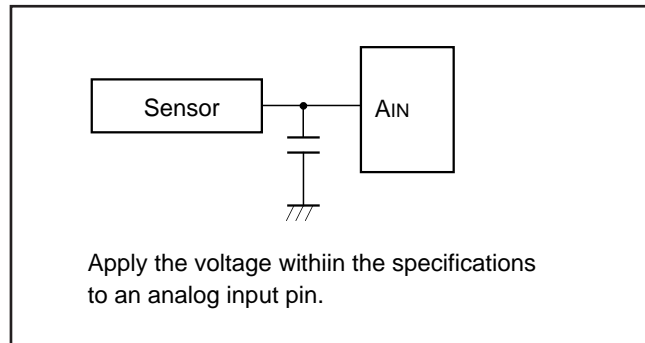 Sensor
AIN
Apply the voltage withiin the specifications
to an analog input pin.